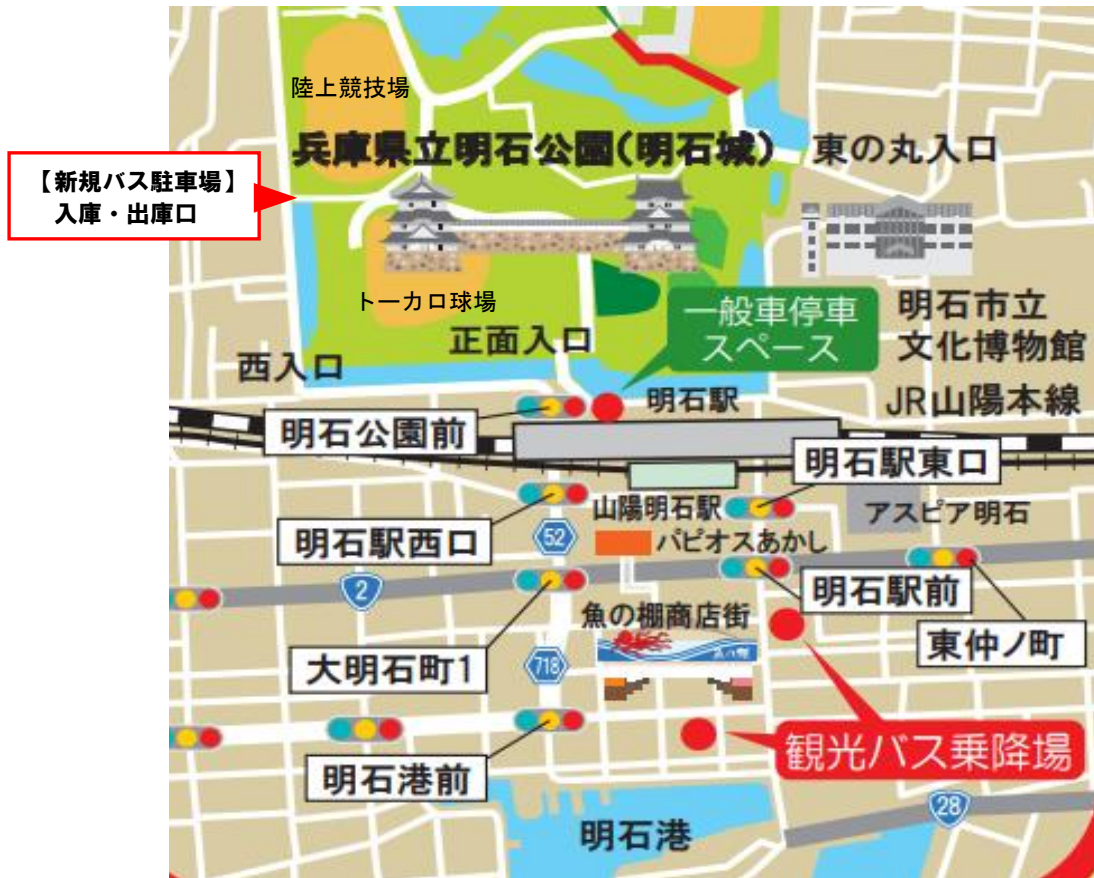 陸上競技場
兵庫県立明石公園(明石城)
東の丸入口
【新規バス駐車場】
入庫・出庫口
トーカロ球場
一般車停車
スペース
明石市立
文化博物館
正面入口
西入口
明石駅
JR山陽本線
明石公園前
明石駅東口
山陽明石駅
アスピア明石
明石駅西口
52
パピオスあかし
2
明石駅前
魚の棚商店街
東仲ノ町
大明石町1
718
観光バス乗降場
明石港前
28
明石港